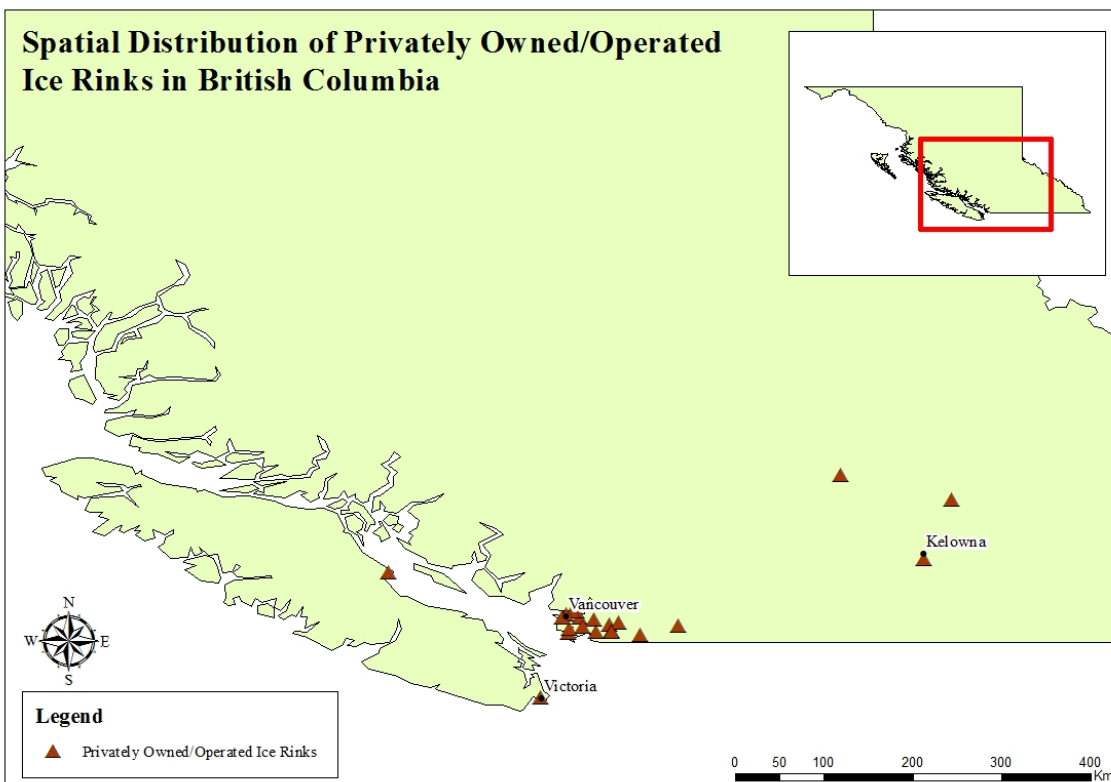 Spatial Distribution of Privately Owned/Operated
Ice Rinks in British Columbia
Kelowna
Vancouver
Victoria
N
W E
S
Legend
Privately Owned/Operated Ice Rinks
0 50 100 200 300 400
Km